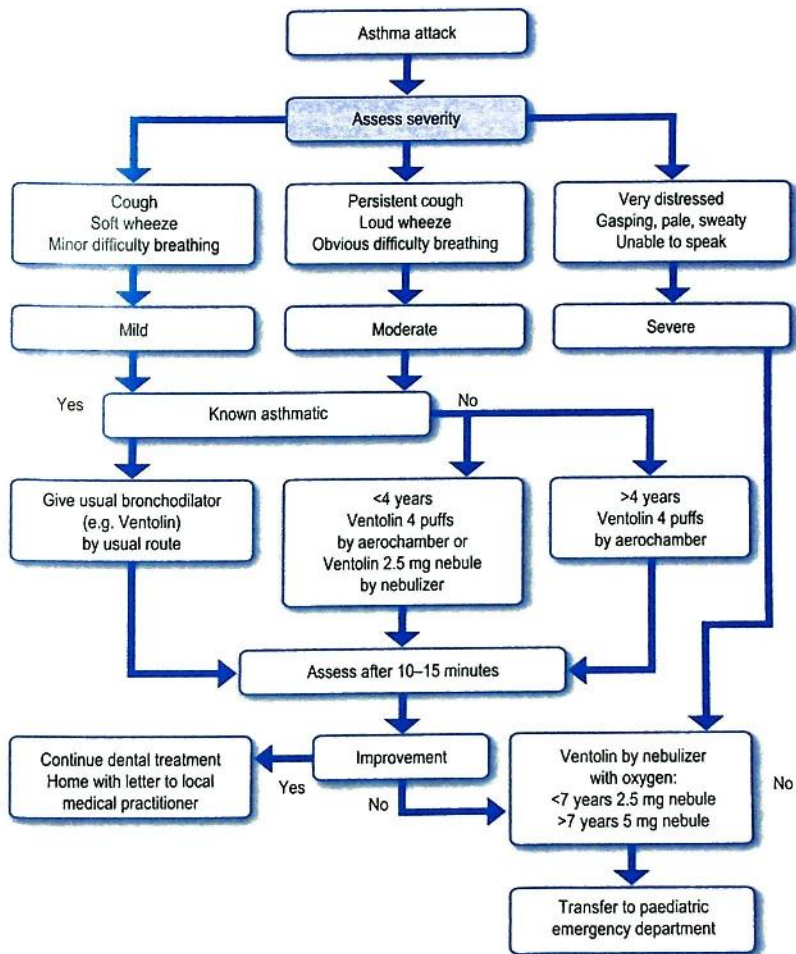 Asthma attack
Assess severity
Cough
Soft wheeze
Minor difficulty breathing
Persistent cough
Loud wheeze
Obvious difficulty breathing
Very distressed
Gasping, pale, sweaty
Unable to speak
Mild
Moderate
Severe
Yes
Known asthmatic
No
Give usual bronchodilator
(e.g. Ventolin)
by usual route
<4 years
Ventolin 4 puffs
by aerochamber or
Ventolin 2.5 mg nebule
by nebulizer
>4 years
Ventolin 4 puffs
by aerochamber
Assess after 10–15 minutes
Continue dental treatment
Home with letter to local
medical practitioner
Yes
Improvement
No
Ventolin by nebulizer
with oxygen:
<7 years 2.5 mg nebule
>7 years 5 mg nebule
No
Transfer to paediatric
emergency department